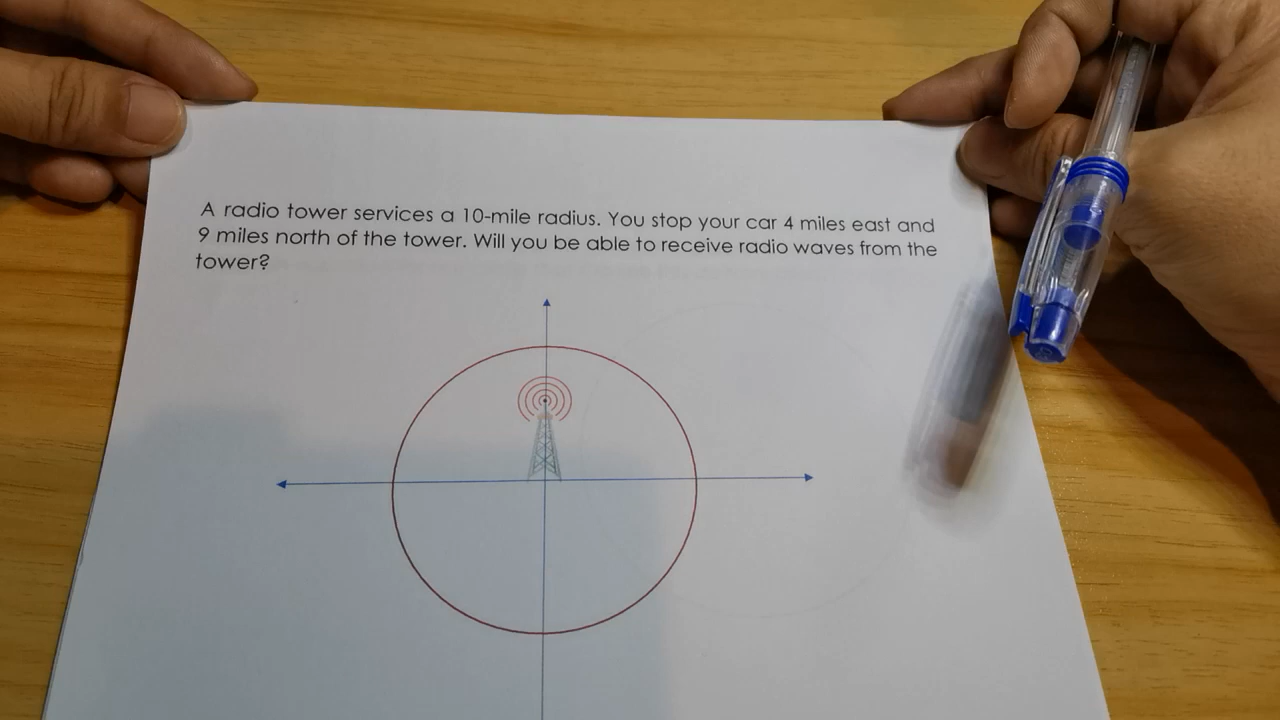 A radio tower services a 10-mile radius. You stop your car 4 miles east and
9 miles north of the tower. Will you be able to receive radio waves from the
tower?